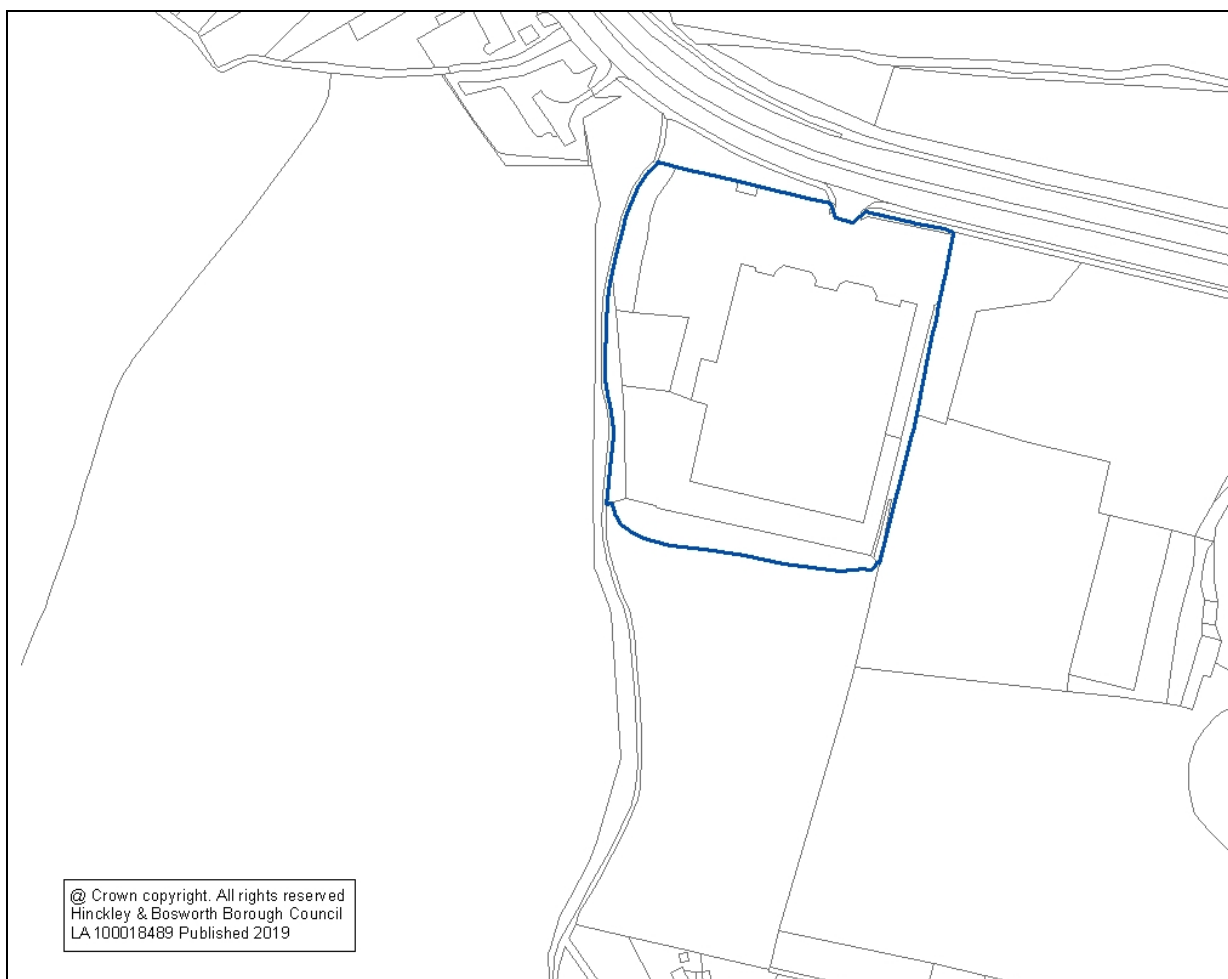 @ Crown copyright. All rights reserved
Hinckley & Bosworth Borough Council
LA 100018489 Published 2019